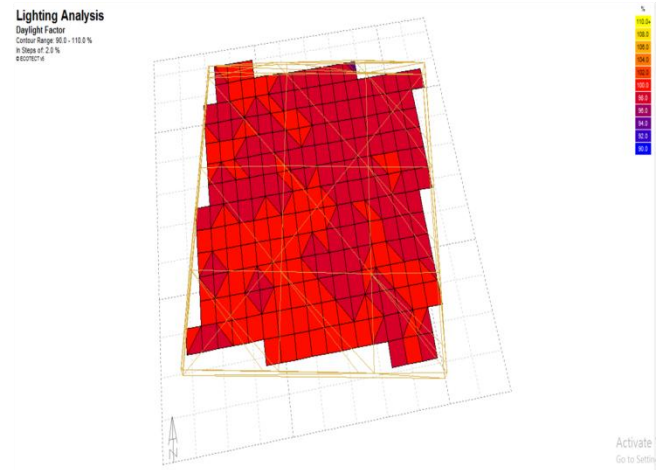 Lighting Analysis
Daylight Factor
Contour Range: 90.0 - 110.0 %
In Steps of: 2.0 %
© ECOTECT v5
%
110.0+
108.0
106.0
104.0
102.0
100.0
98.0
96.0
94.0
92.0
90.0
N
Activate
Go to Settin